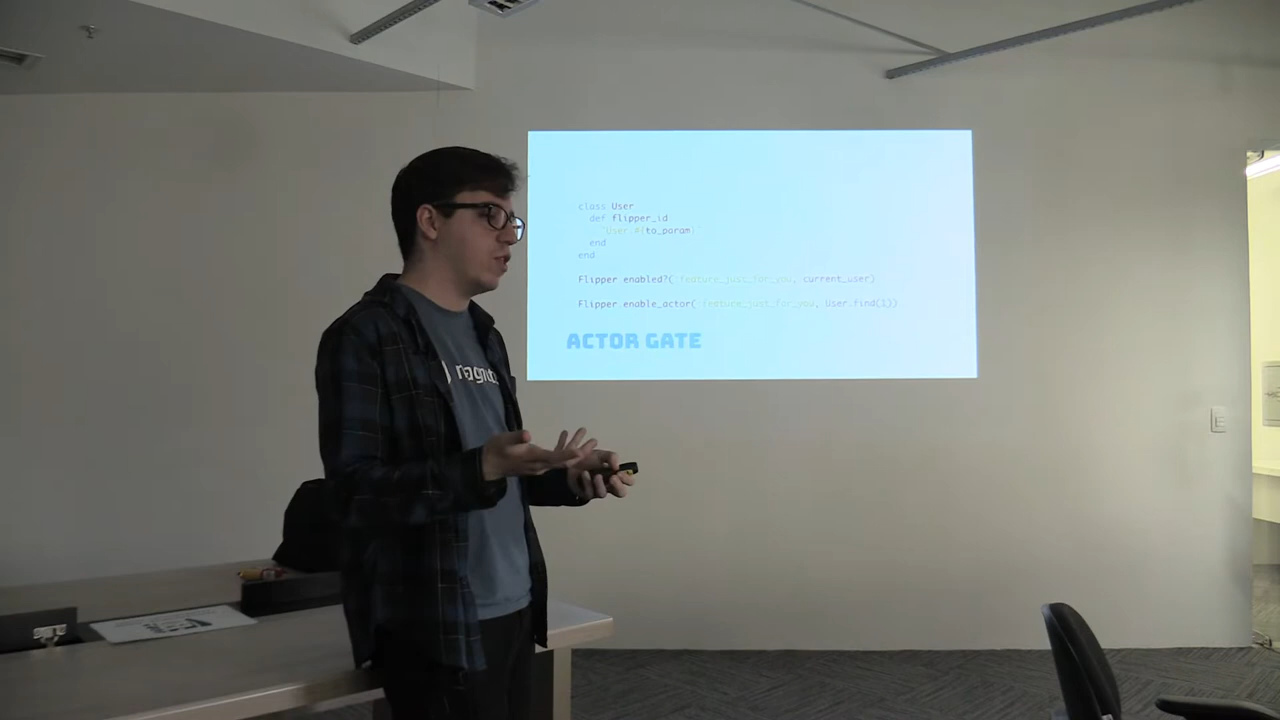 class User
def flipper_id
"User:#{to_param}"
end
end
Flipper.enabled?(:feature_just_for_you, current_user)
Flipper.enable_actor(:feature_just_for_you, User.find(1))
ACTOR GATE